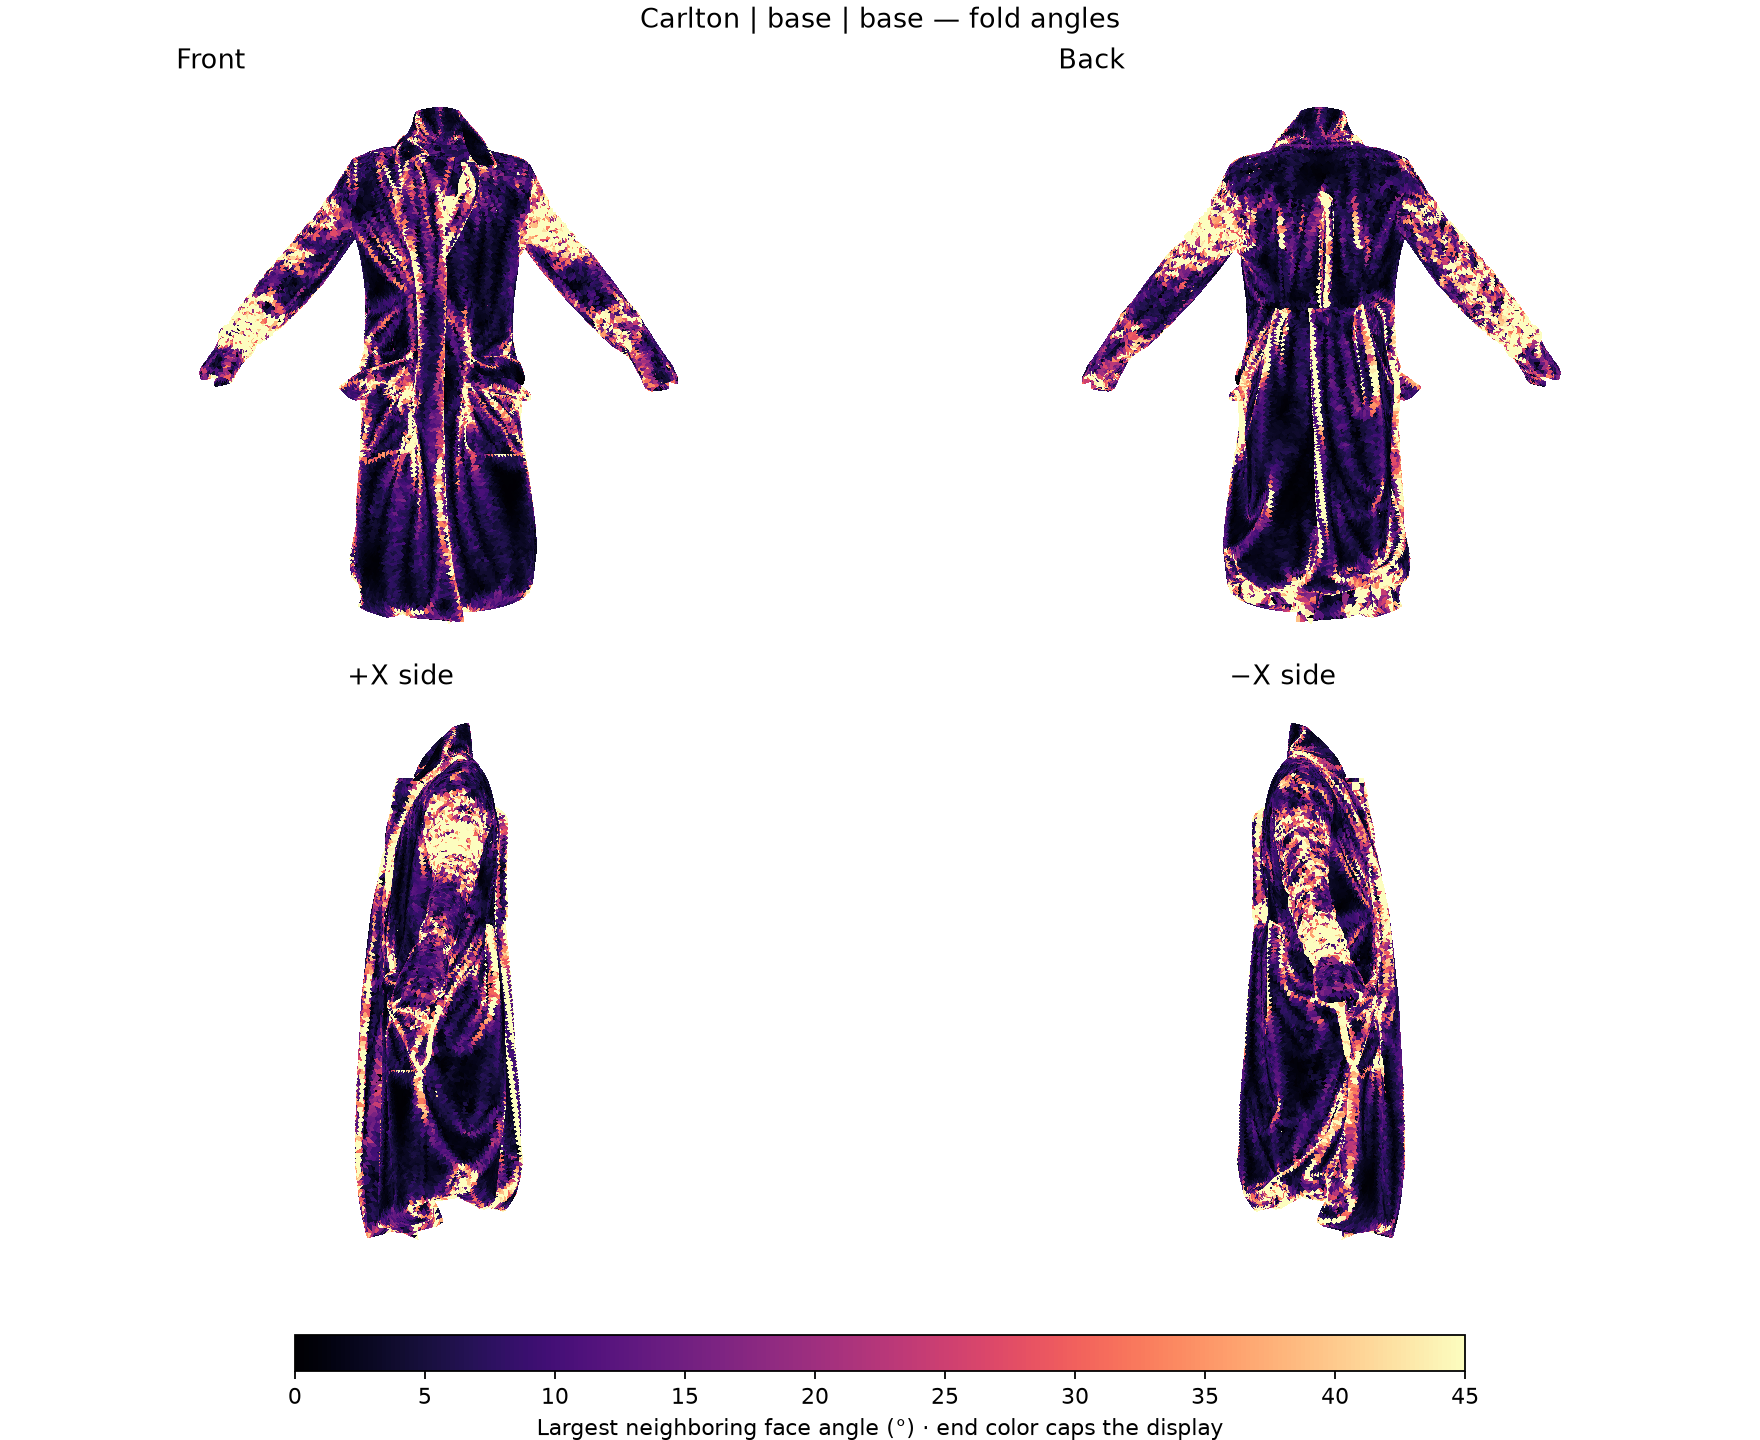 Carlton | base | base — fold angles
Front
Back
+X side
−X side
0 5 10 15 20 25 30 35 40 45
Largest neighboring face angle (°) · end color caps the display